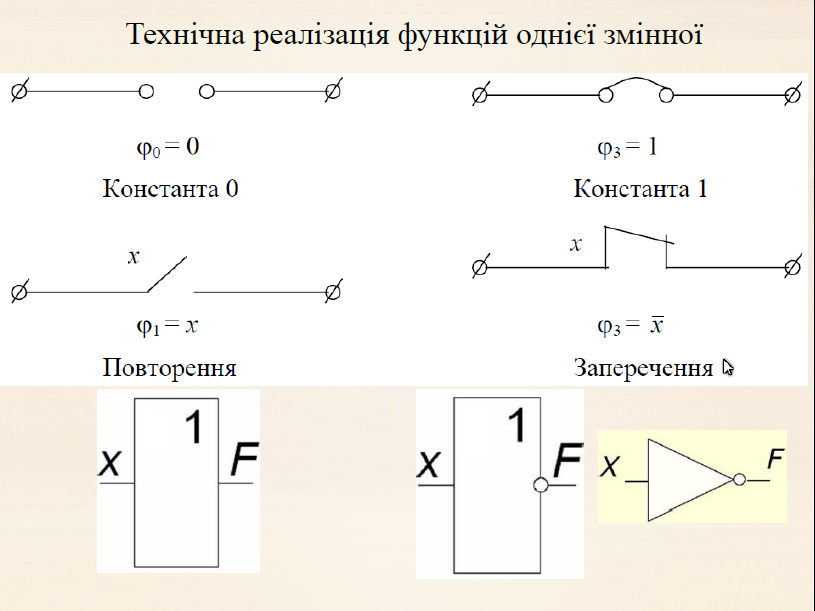 Технічна реалізація функцій однієї змінної
φ₀ = 0
φ₃ = 1
Константа 0
Константа 1
x
x
φ₁ = x
φ₃ = x̅
Повторення
Заперечення
1
X
F
1
X
F
X
F